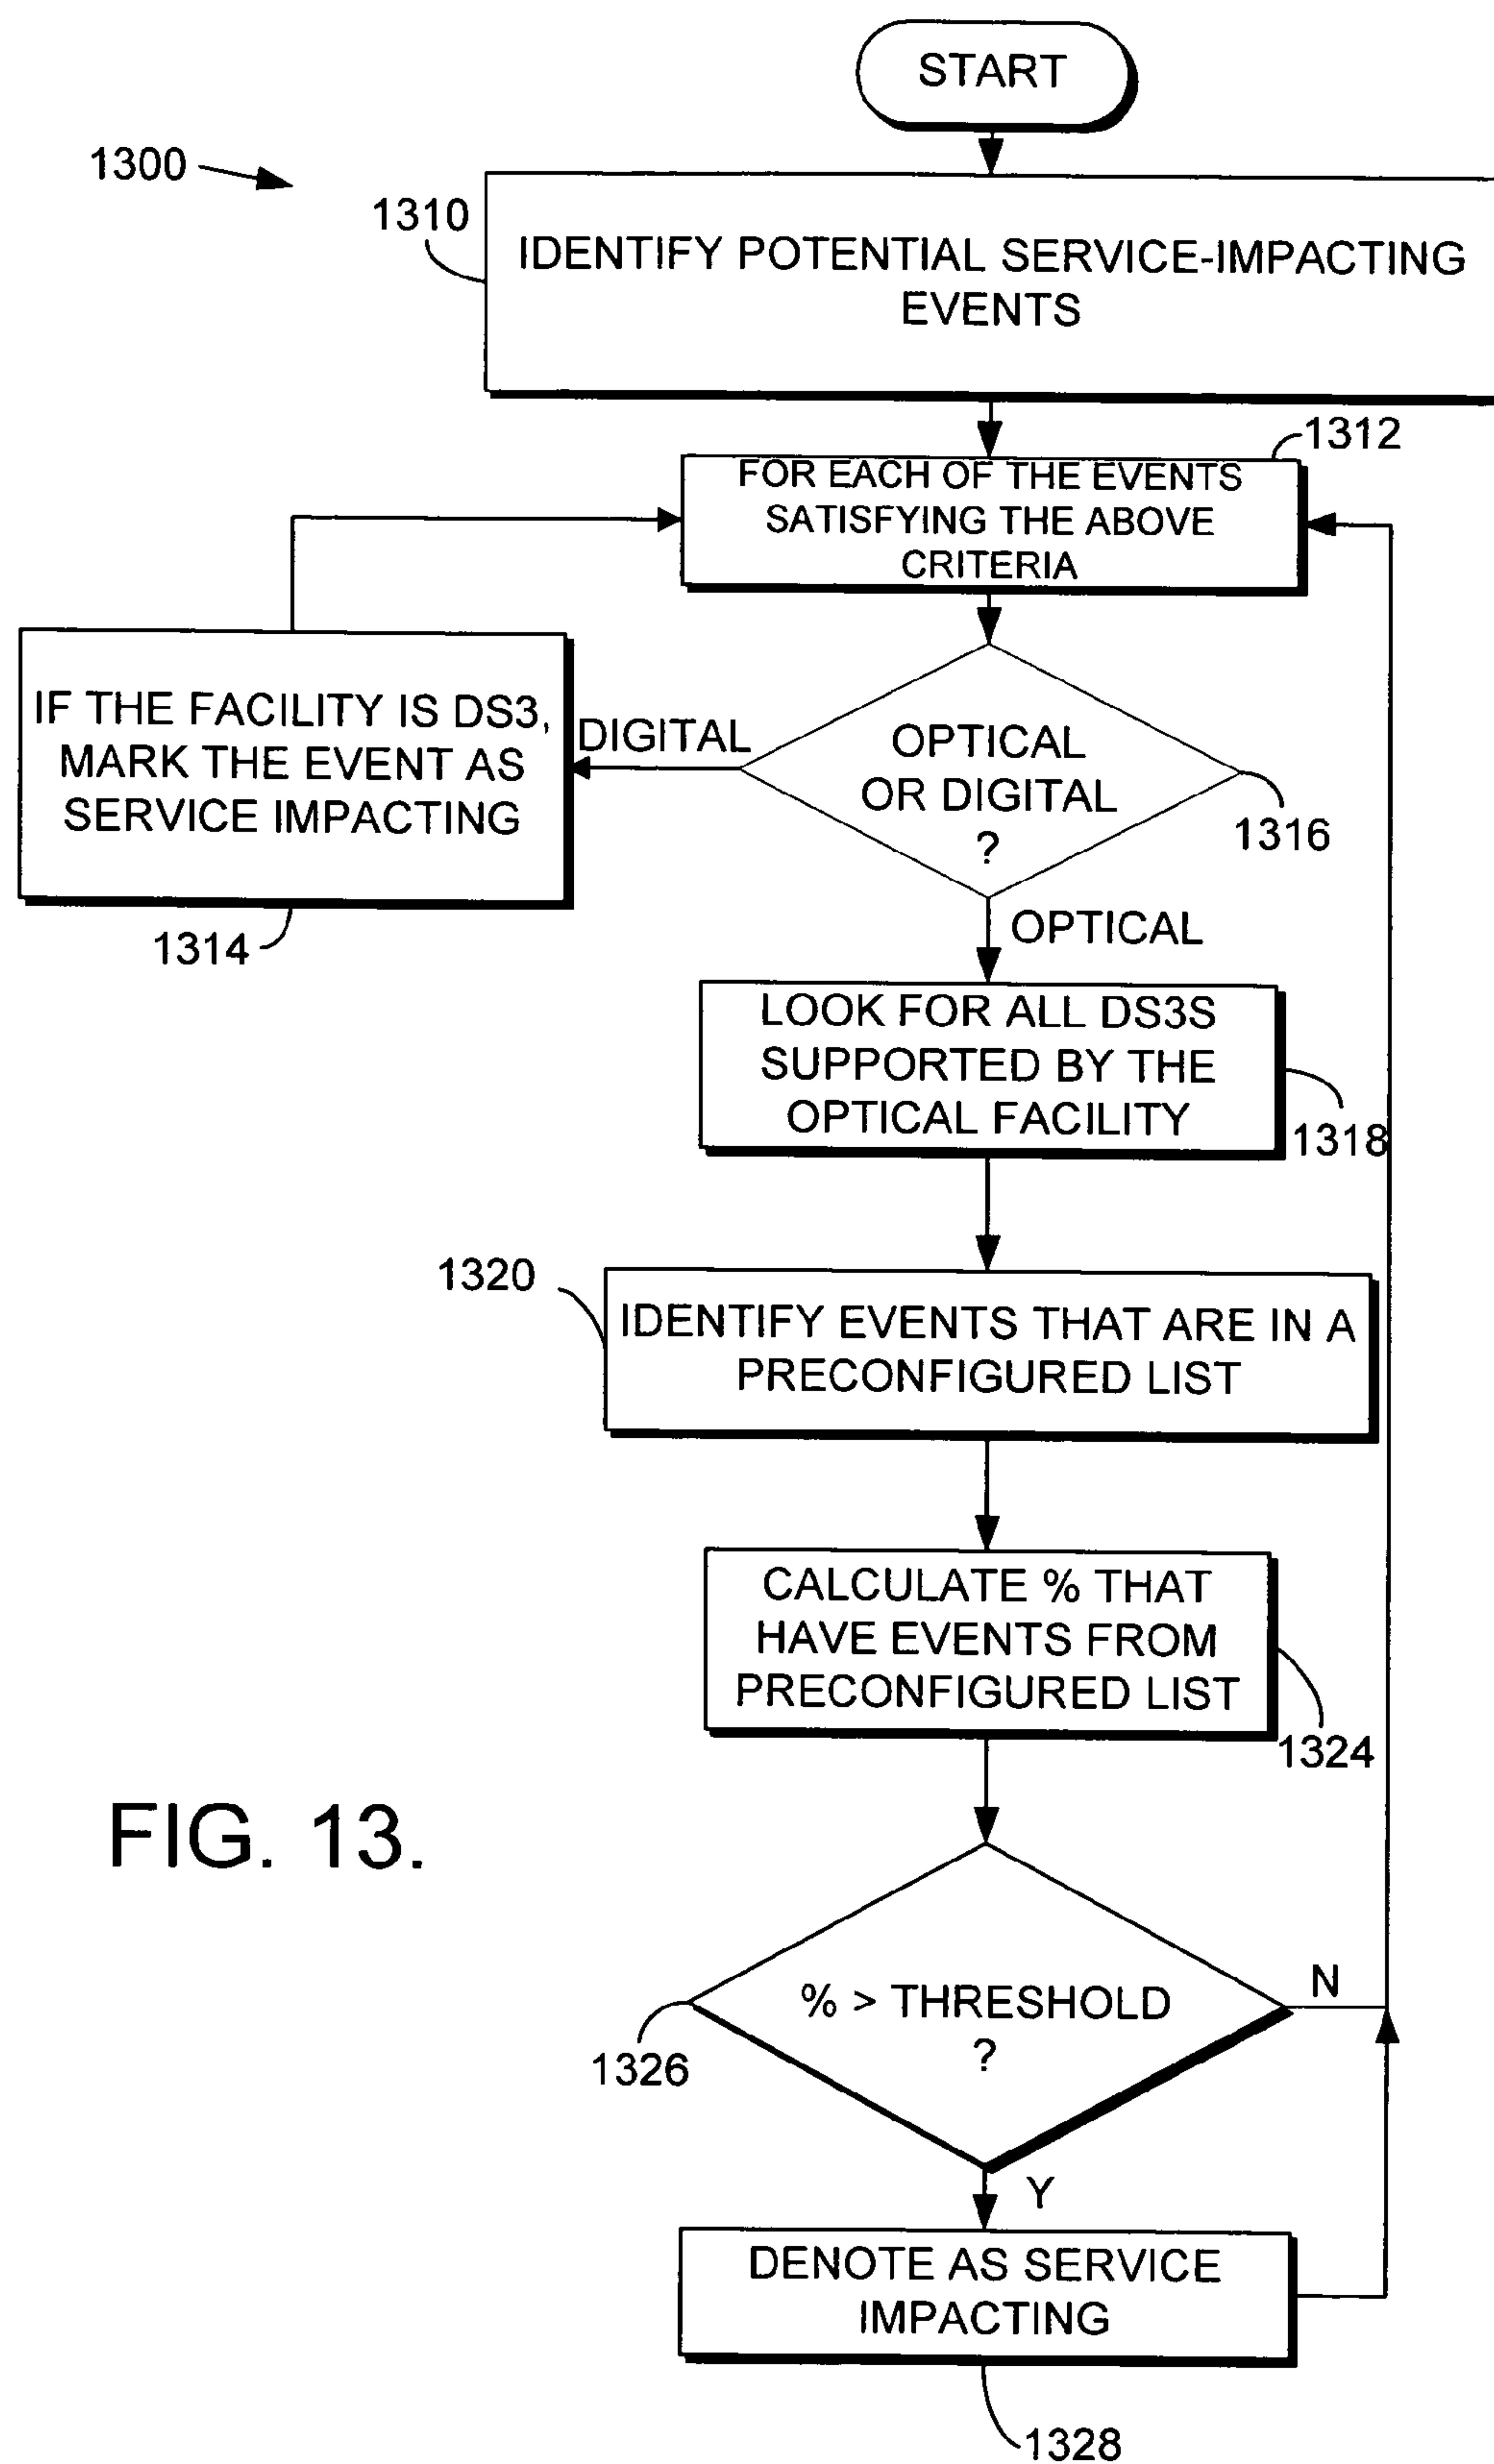 START
1300
1310
IDENTIFY POTENTIAL SERVICE-IMPACTING
EVENTS
1312
FOR EACH OF THE EVENTS
SATISFYING THE ABOVE
CRITERIA
IF THE FACILITY IS DS3,
MARK THE EVENT AS
SERVICE IMPACTING
1314
DIGITAL
OPTICAL
OR DIGITAL
?
1316
OPTICAL
LOOK FOR ALL DS3S
SUPPORTED BY THE
OPTICAL FACILITY
1318
1320
IDENTIFY EVENTS THAT ARE IN A
PRECONFIGURED LIST
CALCULATE % THAT
HAVE EVENTS FROM
PRECONFIGURED LIST
1324
FIG. 13.
% > THRESHOLD
?
N
1326
Y
DENOTE AS SERVICE
IMPACTING
1328